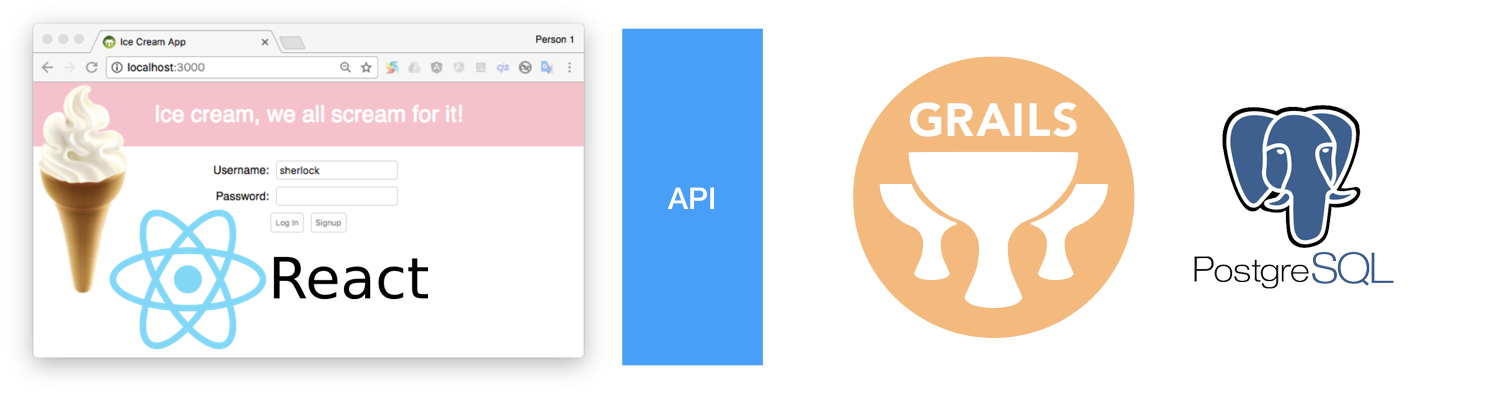 Ice Cream App
Person 1
localhost:3000
Ice cream, we all scream for it!
Username: sherlock
Password:
Log In Signup
React
API
GRAILS
PostgreSQL